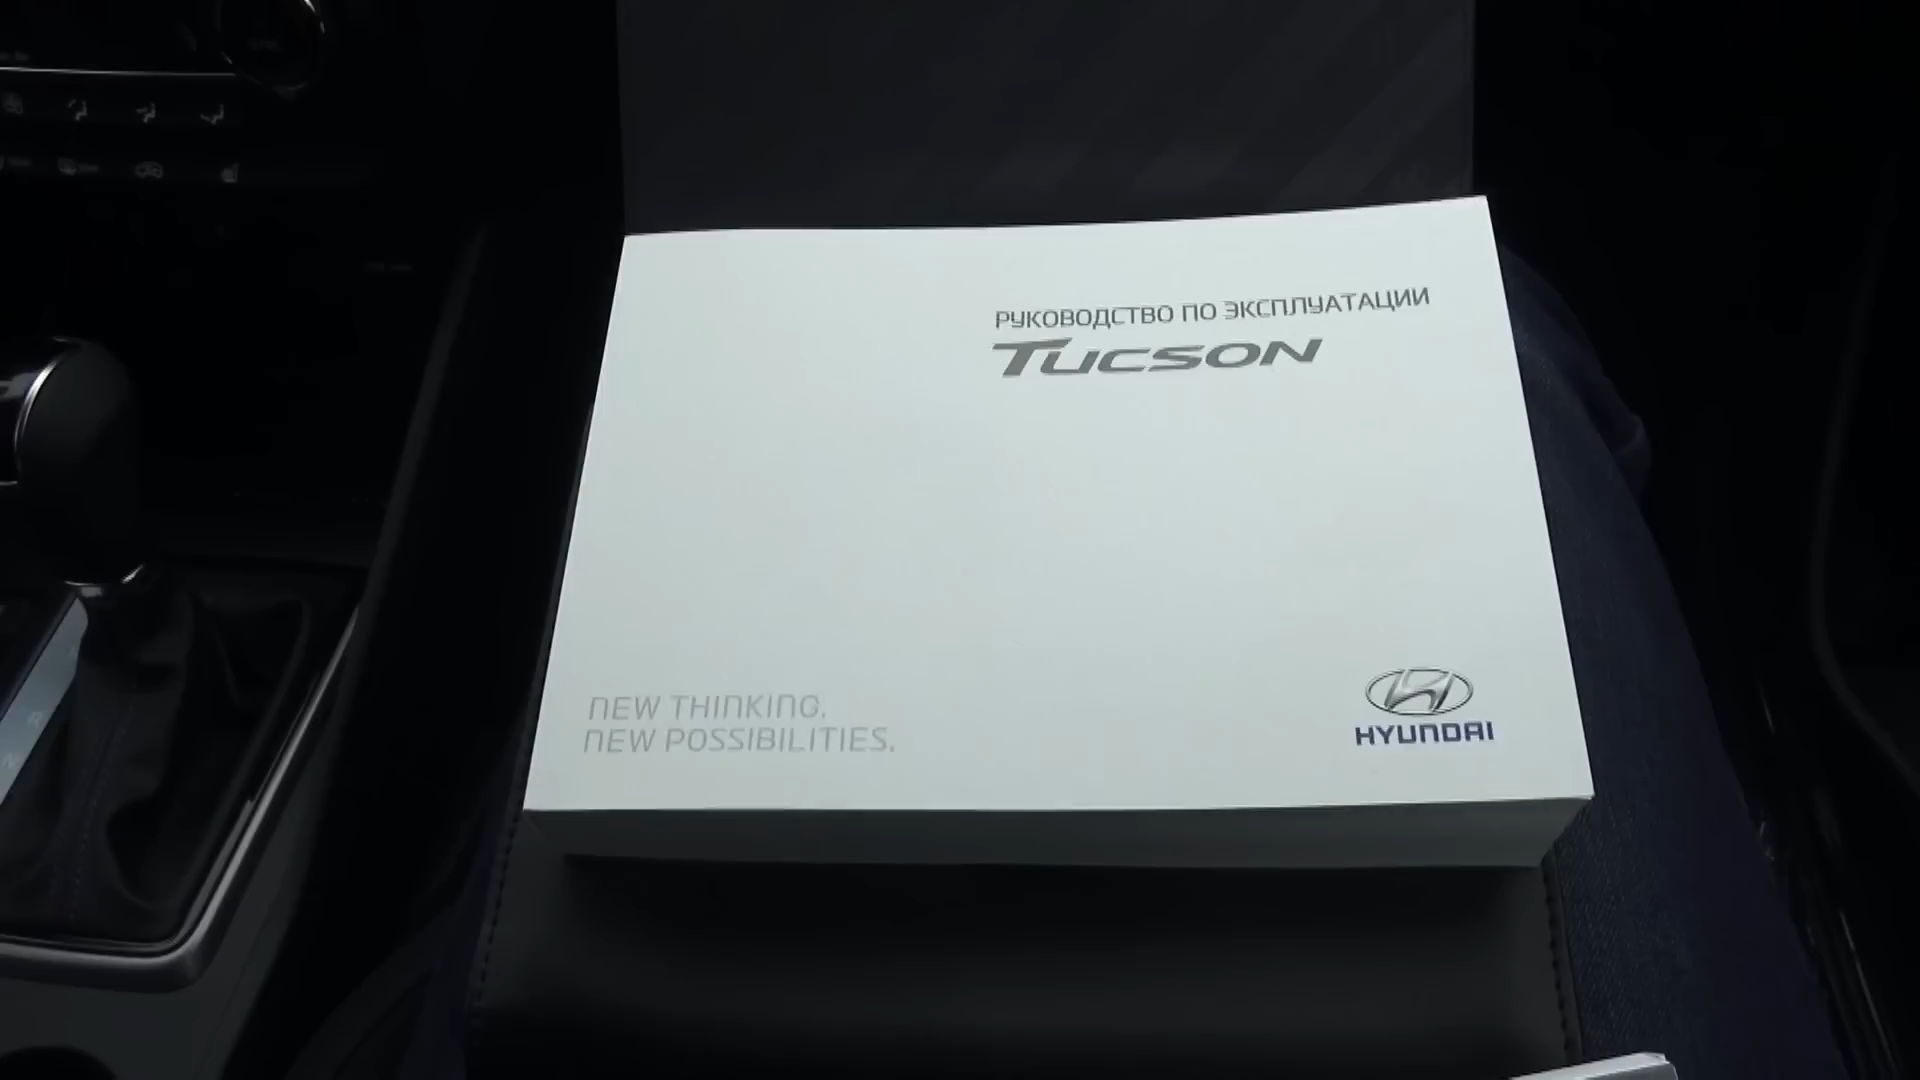 РУКОВОДСТВО ПО ЭКСПЛУАТАЦИИ
TUCSON
NEW THINKING.
NEW POSSIBILITIES.
HYUNDAI
R
N